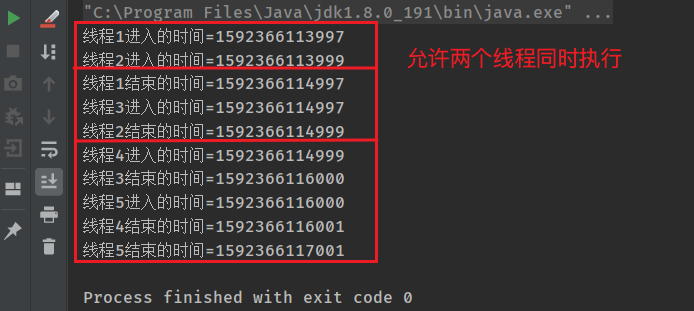 "C:\Program Files\Java\jdk1.8.0_191\bin\java.exe" ...
线程1进入的时间=1592366113997
线程2进入的时间=1592366113999
允许两个线程同时执行
线程1结束的时间=1592366114997
线程3进入的时间=1592366114997
线程2结束的时间=1592366114999
线程4进入的时间=1592366114999
线程3结束的时间=1592366116000
线程5进入的时间=1592366116000
线程4结束的时间=1592366116001
线程5结束的时间=1592366117001
Process finished with exit code 0